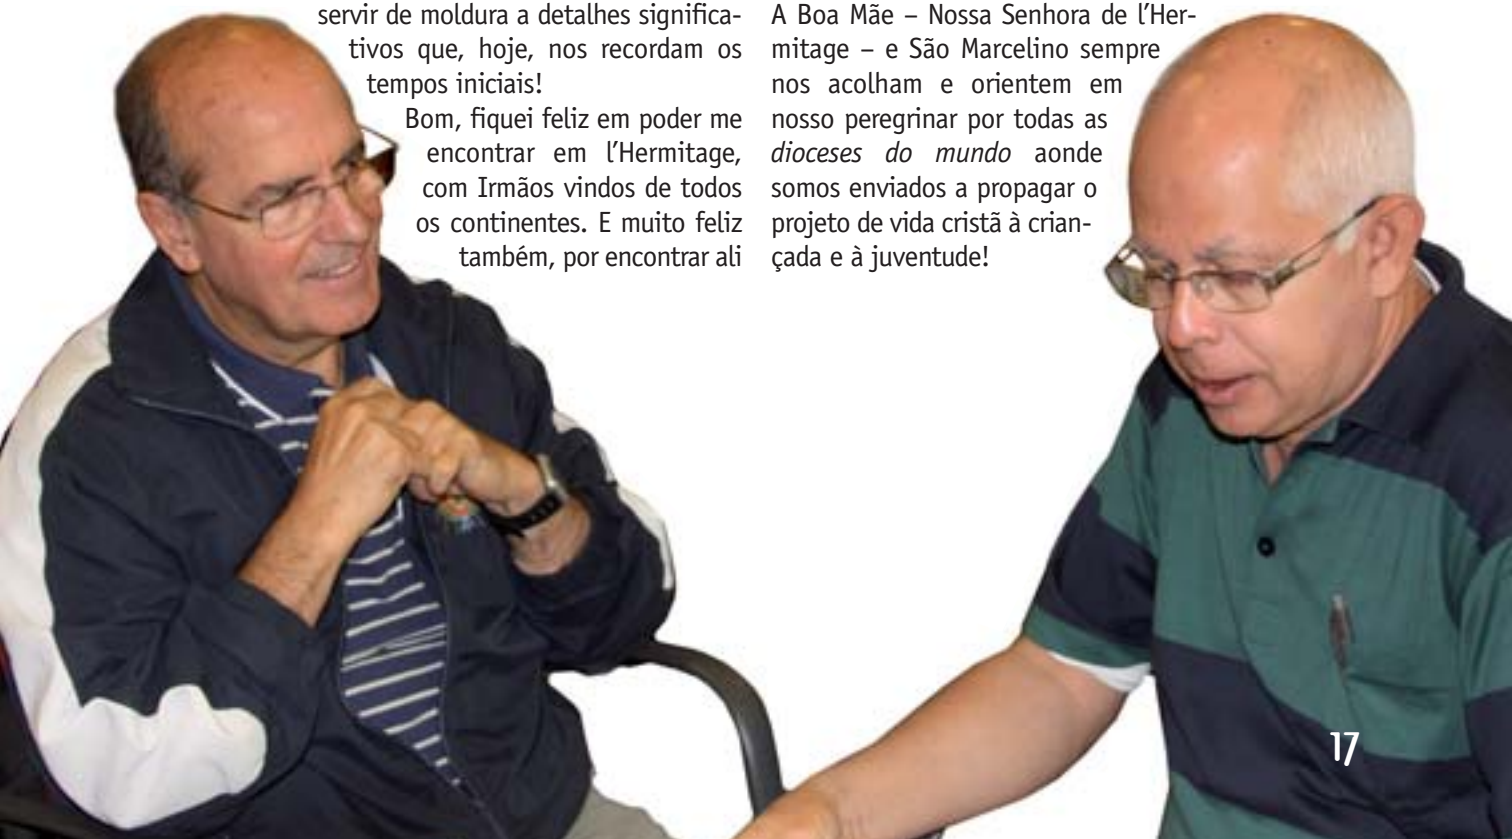 servir de moldura a detalhes significa-
tivos que, hoje, nos recordam os
tempos iniciais!
Bom, fiquei feliz em poder me
encontrar em l’Hermitage,
com Irmãos vindos de todos
os continentes. E muito feliz
também, por encontrar ali
A Boa Mãe – Nossa Senhora de l’Her-
mitage – e São Marcelino sempre
nos acolham e orientem em
nosso peregrinar por todas as
dioceses do mundo aonde
somos enviados a propagar o
projeto de vida cristã à crian-
çada e à juventude!
17